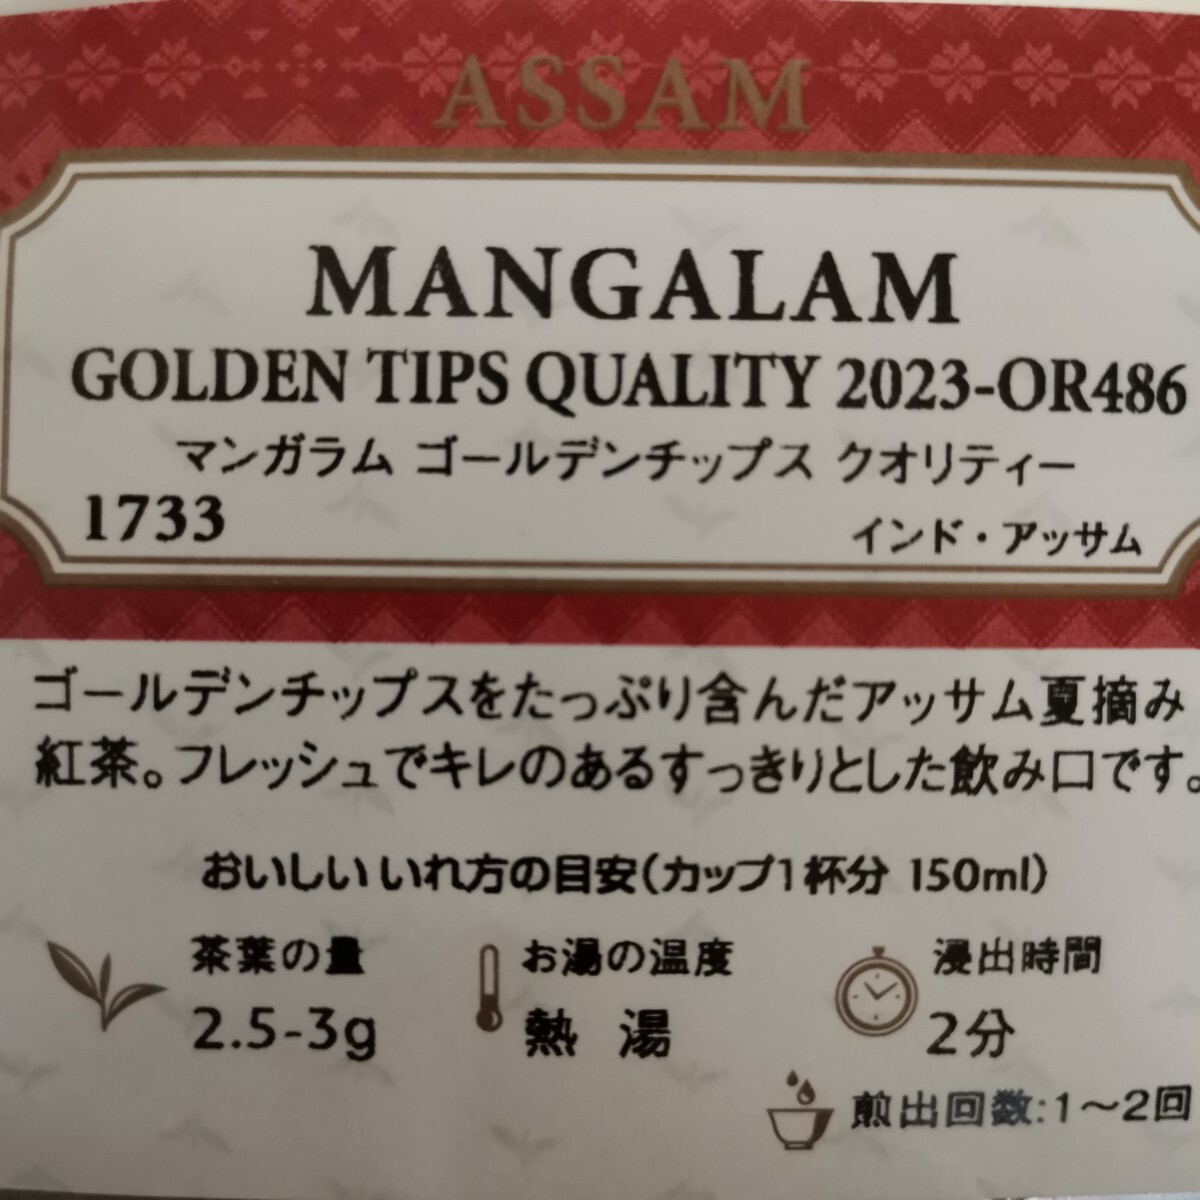 ASSAM
MANGALAM
GOLDEN TIPS QUALITY 2023-OR486
マンガラム ゴールデンチップス クオリティー
1733
インド・アッサム
ゴールデンチップスをたっぷり含んだアッサム夏摘み
紅茶。フレッシュでキレのあるすっきりとした飲み口です。
おいしいいれ方の目安(カップ1杯分 150ml)
茶葉の量
2.5-3g
お湯の温度
熱 湯
浸出時間
2分
煎出回数:1～2回